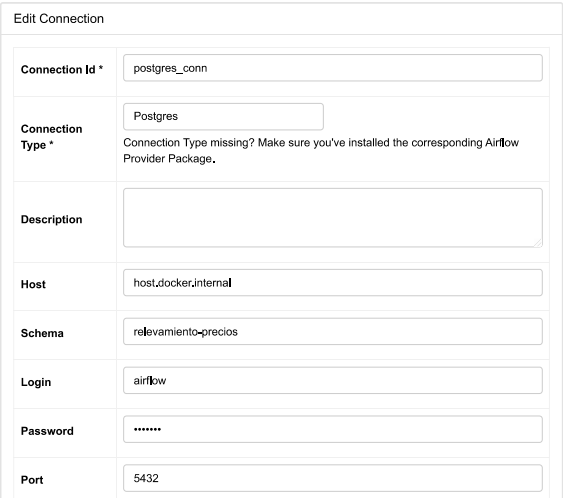 Edit Connection
Connection Id * postgres_conn
Connection Type * Postgres
Connection Type missing? Make sure you've installed the corresponding Airflow
Provider Package.
Description
Host host.docker.internal
Schema relevamiento-precios
Login airflow
Password •••••••
Port 5432